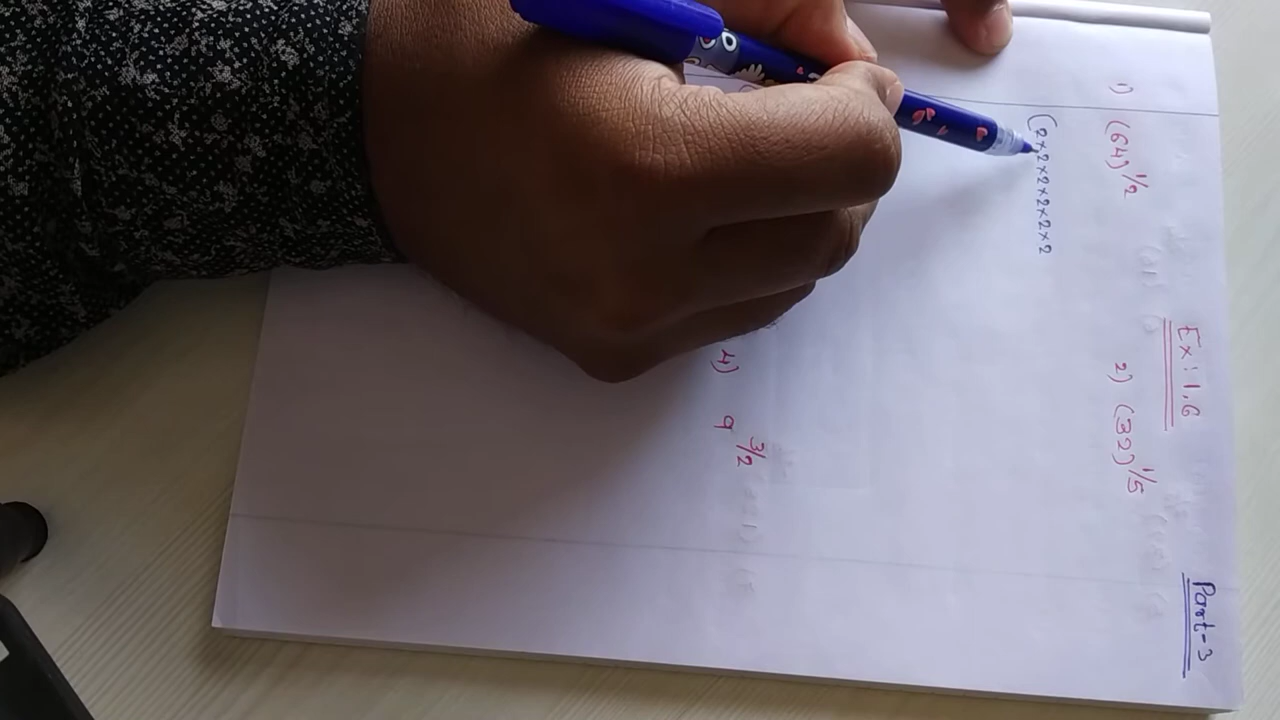 Part-3
Ex: 1.6
1) (64)^1/2
2) (32)^1/5
(2×2×2×2×2×2
4) 9^3/2